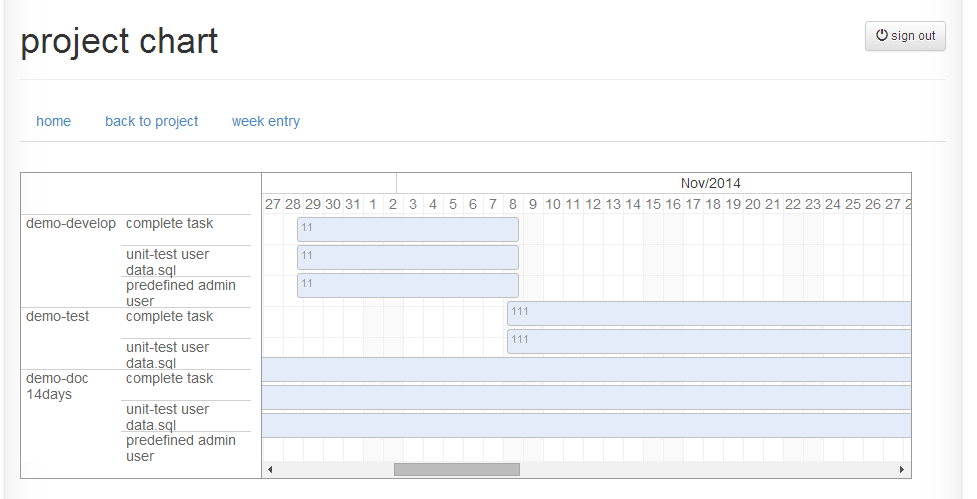 project chart
sign out
home back to project week entry
Nov/2014
27 28 29 30 31 1 2 3 4 5 6 7 8 9 10 11 12 13 14 15 16 17 18 19 20 21 22 23 24 25 26 27
demo-develop complete task 11
unit-test user
data.sql 11
predefined admin
user 11
demo-test complete task 111
unit-test user
data.sql 111
demo-doc complete task
14days
unit-test user
data.sql
predefined admin
user